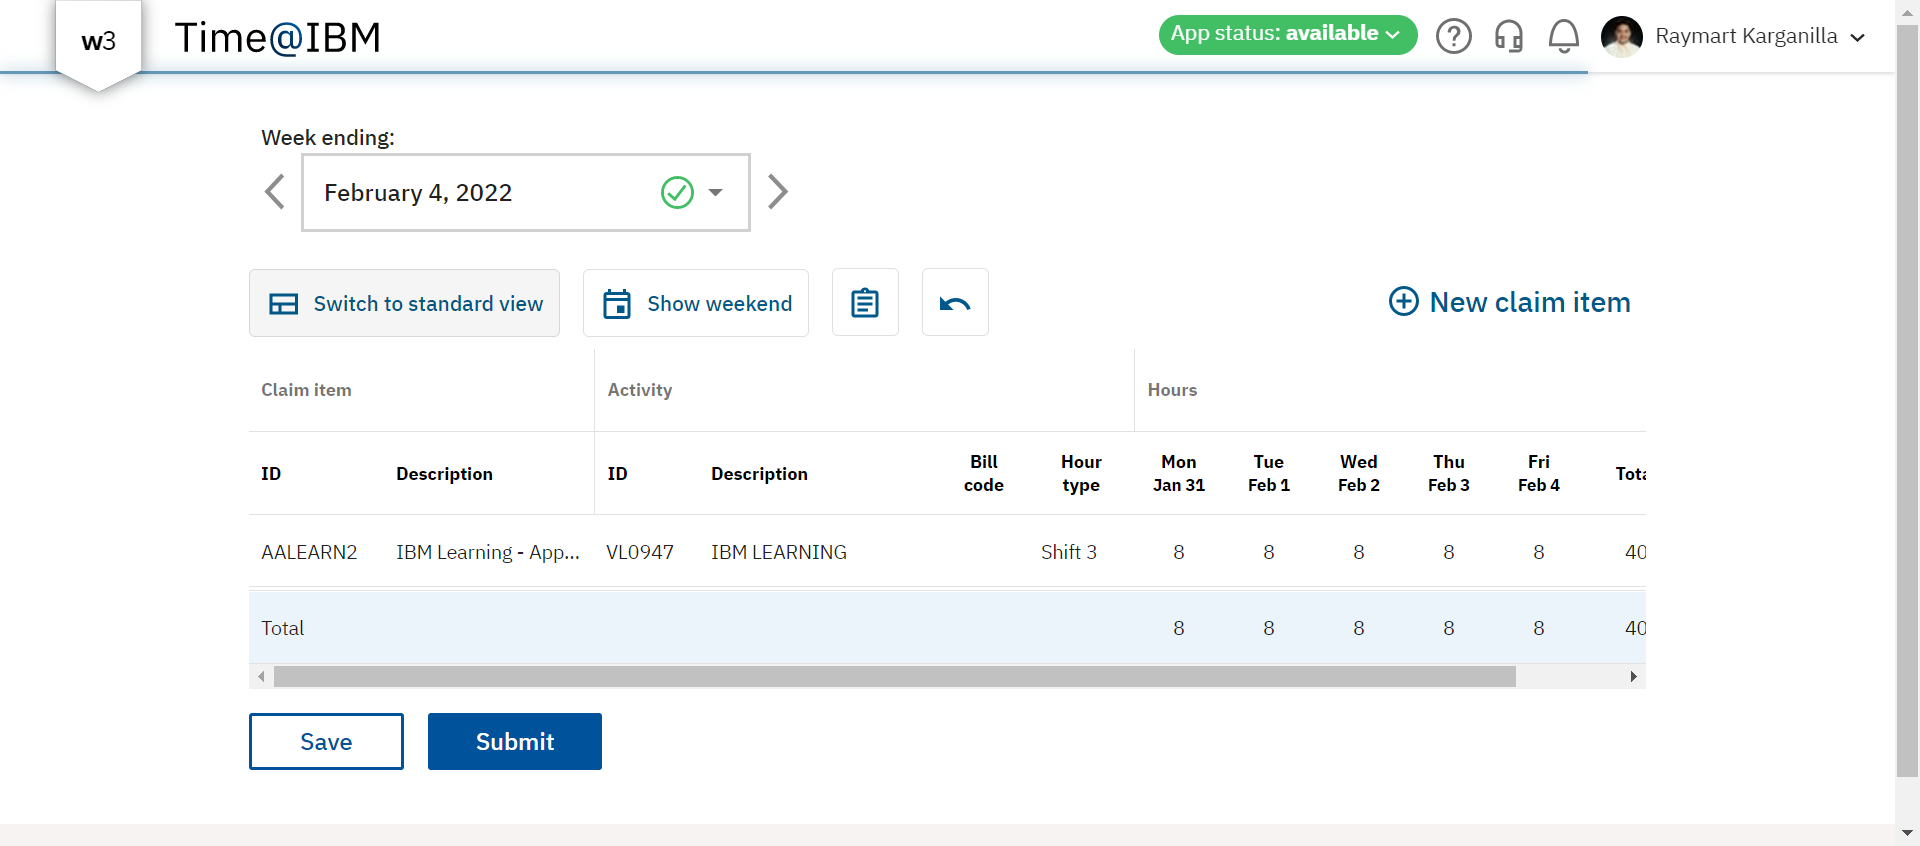 w3
Time@IBM
App status: available
Raymart Karganilla
Week ending:
February 4, 2022
Switch to standard view
Show weekend
New claim item
Claim item
Activity
Hours
ID
Description
ID
Description
Bill code
Hour type
Mon Jan 31
Tue Feb 1
Wed Feb 2
Thu Feb 3
Fri Feb 4
Tota
AALEARN2 IBM Learning - App... VL0947 IBM LEARNING Shift 3 8 8 8 8 8 40
Total 8 8 8 8 8 40
Save
Submit